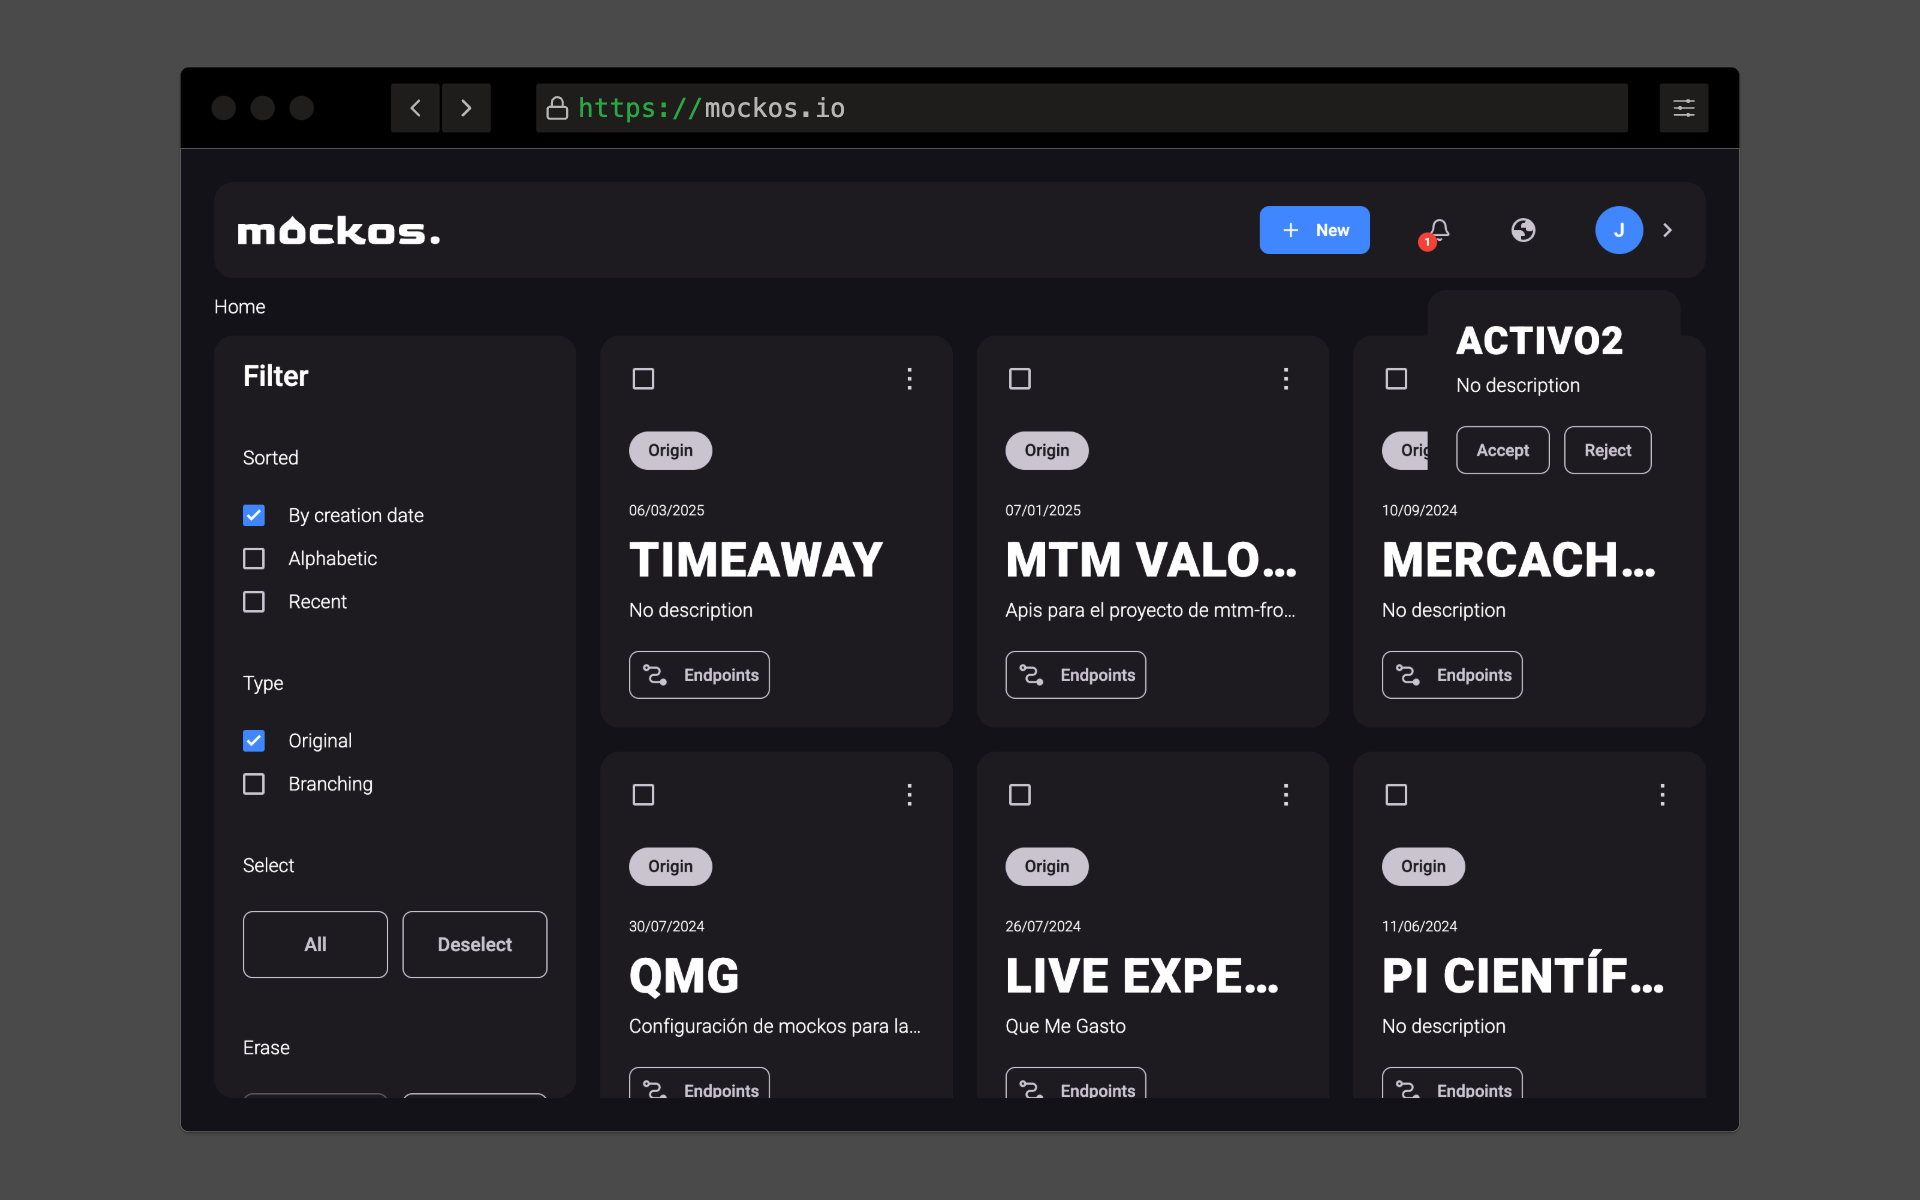 https://mockos.io
mockos.
+ New
1
J
Home
ACTIVO2
No description
Accept
Reject
Filter
Sorted
By creation date
Alphabetic
Recent
Type
Original
Branching
Select
All
Deselect
Erase
Origin
06/03/2025
TIMEAWAY
No description
Endpoints
Origin
07/01/2025
MTM VALO...
Apis para el proyecto de mtm-fro...
Endpoints
Orig
10/09/2024
MERCACH...
No description
Endpoints
Origin
30/07/2024
QMG
Configuración de mockos para la...
Endpoints
Origin
26/07/2024
LIVE EXPE...
Que Me Gasto
Endpoints
Origin
11/06/2024
PI CIENTÍF...
No description
Endpoints